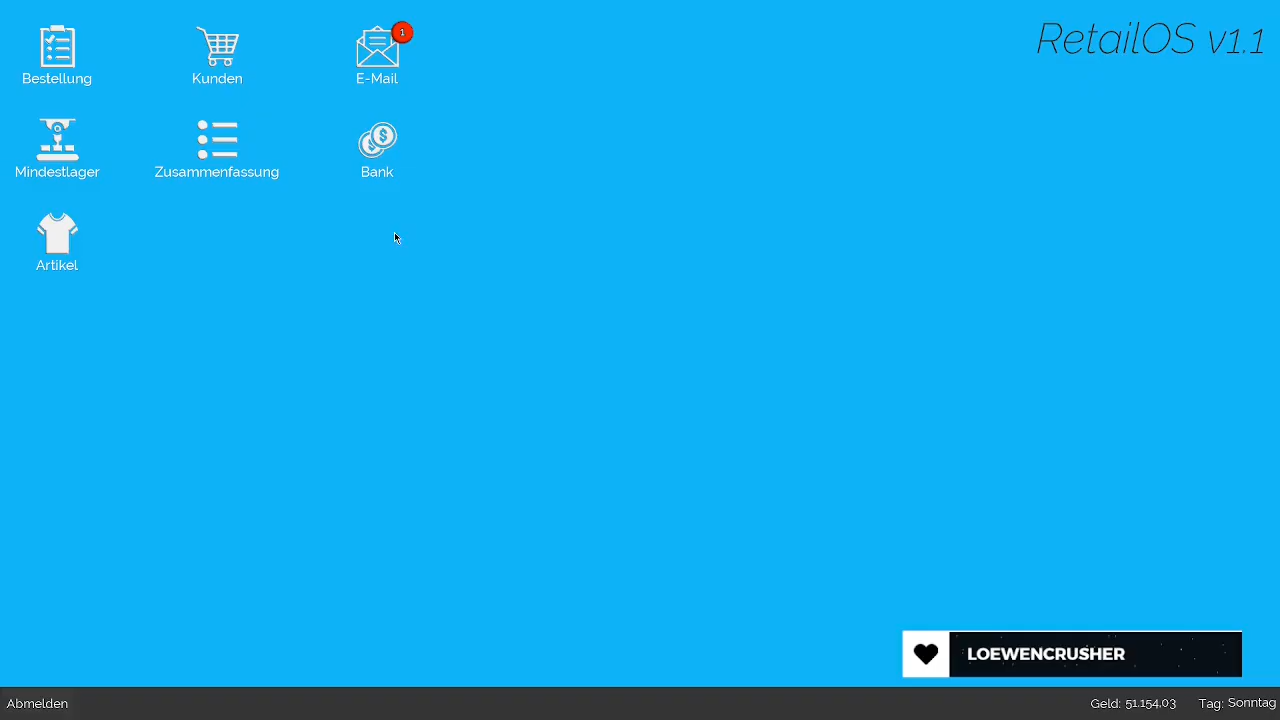 RetailOS v1.1
1
Bestellung
Kunden
E-Mail
Mindestlager
Zusammenfassung
Bank
Artikel
LOEWENCRUSHER
Abmelden
Geld: 51.154.03
Tag: Sonntag